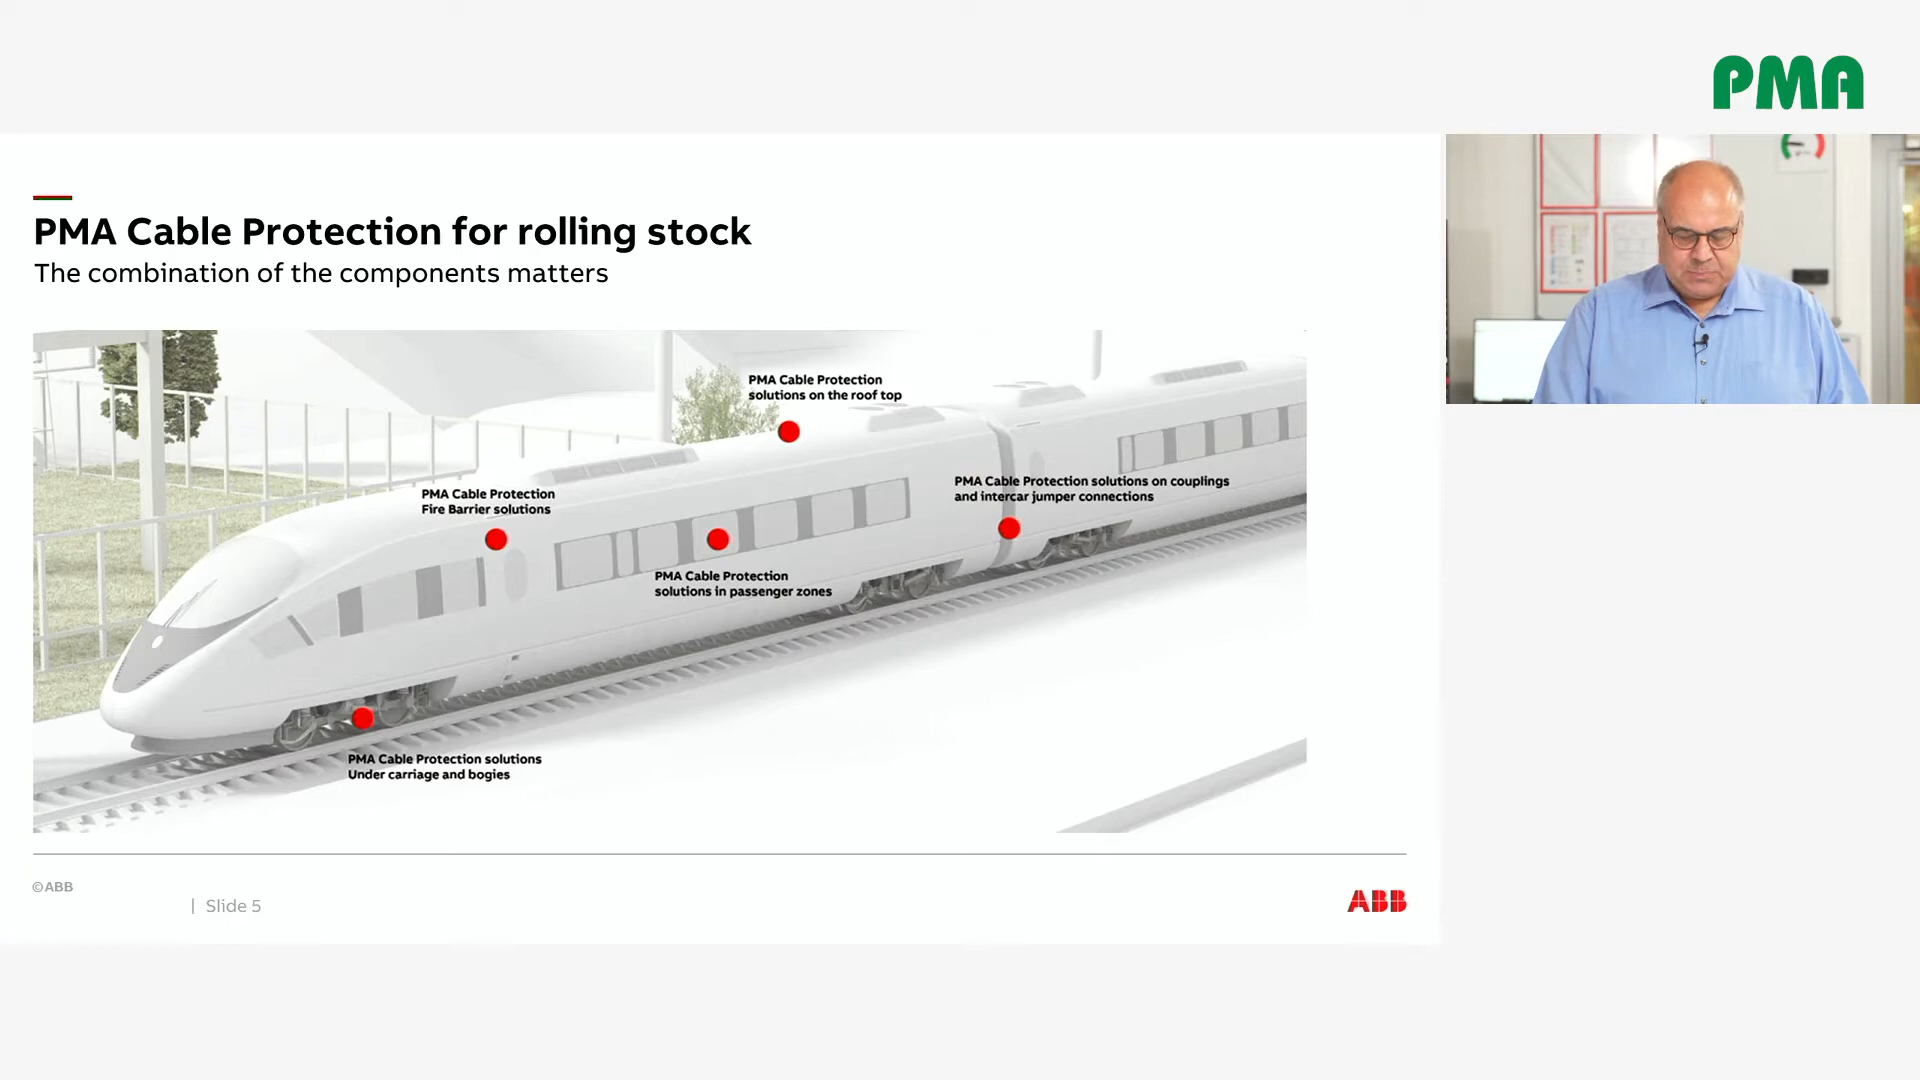 PMA
PMA Cable Protection for rolling stock
The combination of the components matters
PMA Cable Protection
solutions on the roof top
PMA Cable Protection solutions on couplings
and intercar jumper connections
PMA Cable Protection
Fire Barrier solutions
PMA Cable Protection
solutions in passenger zones
PMA Cable Protection solutions
Under carriage and bogies
©ABB
| Slide 5
ABB